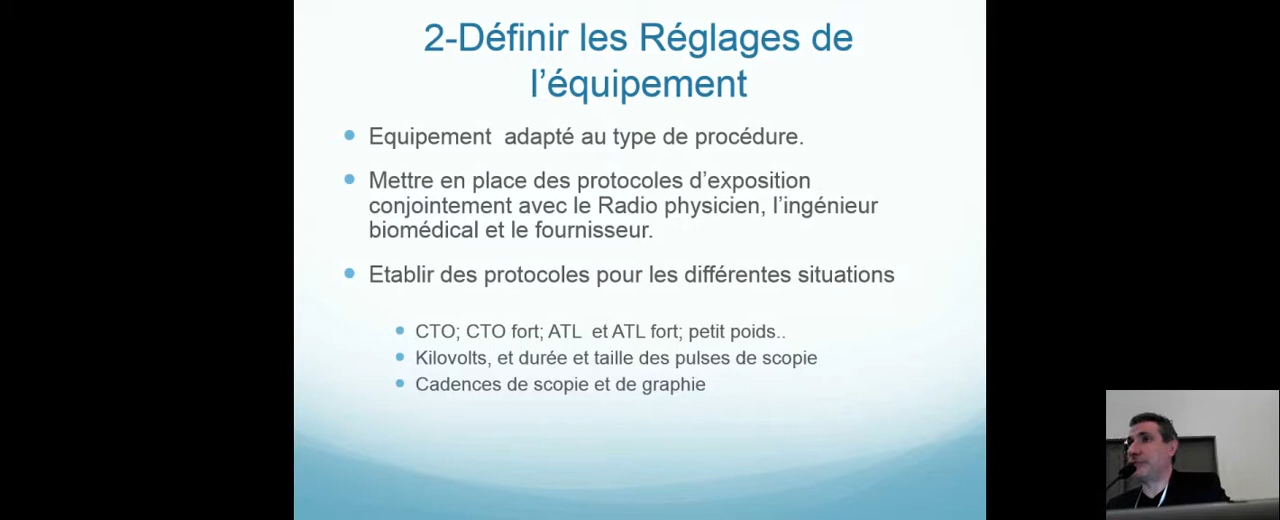 2-Définir les Réglages de
l’équipement
Equipement adapté au type de procédure.
Mettre en place des protocoles d’exposition
conjointement avec le Radio physicien, l’ingénieur
biomédical et le fournisseur.
Etablir des protocoles pour les différentes situations
CTO; CTO fort; ATL et ATL fort; petit poids..
Kilovolts, et durée et taille des pulses de scopie
Cadences de scopie et de graphie